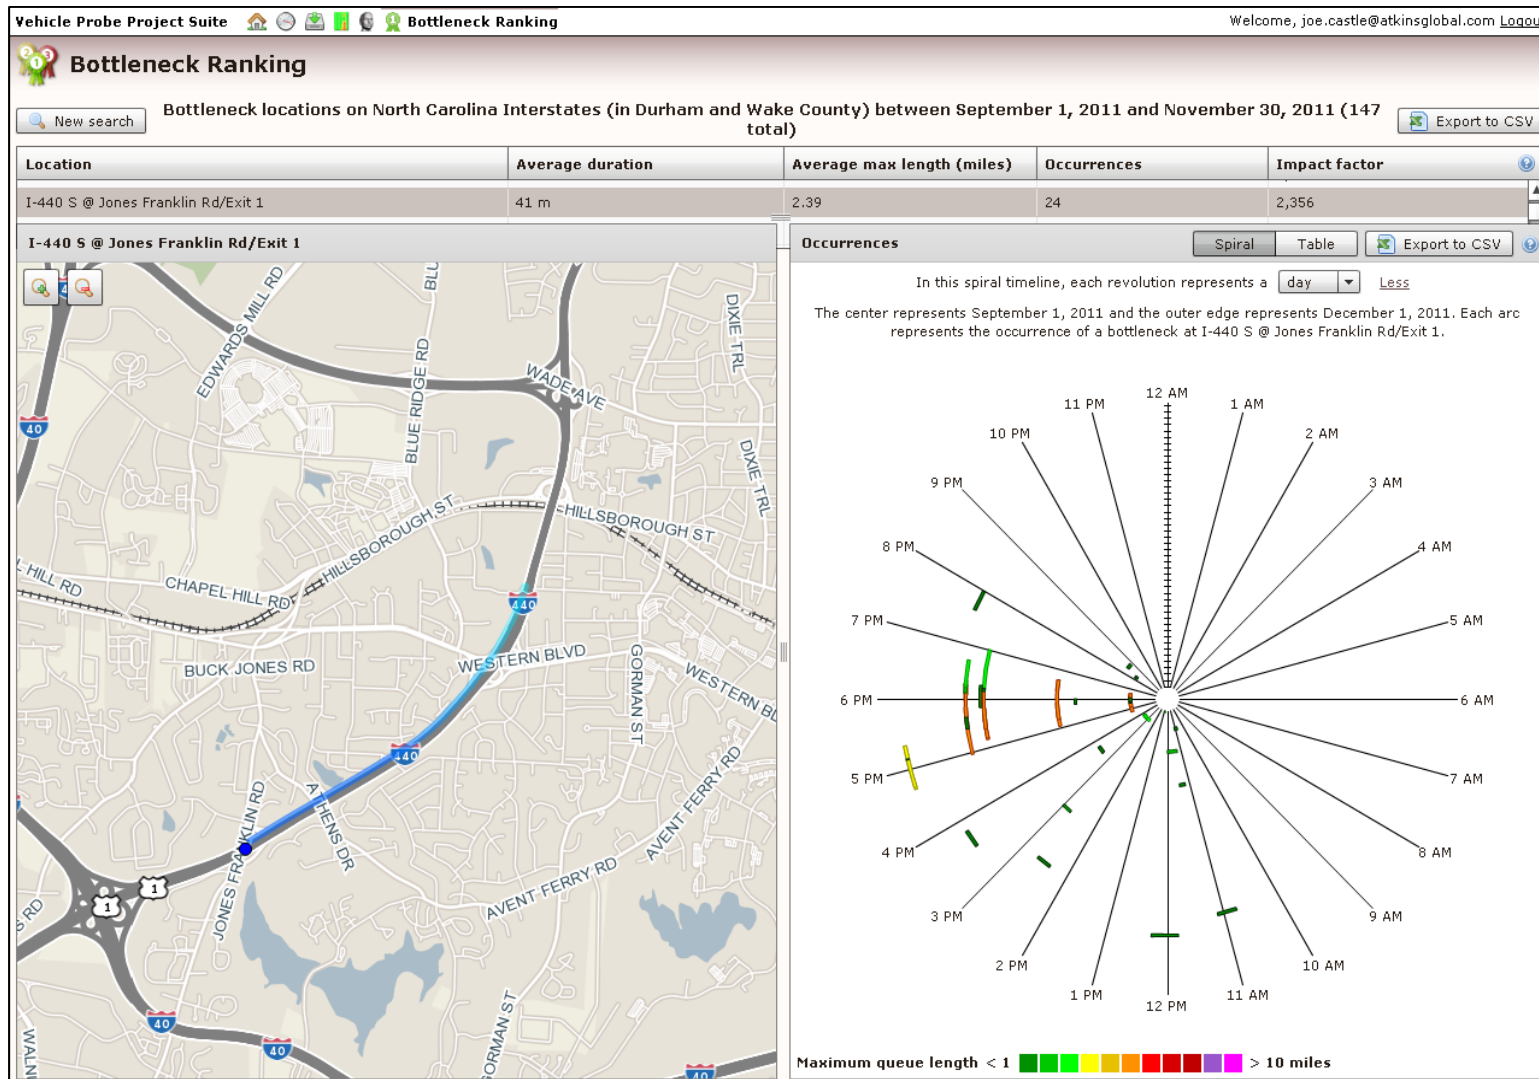 Vehicle Probe Project Suite
Bottleneck Ranking
Welcome, joe.castle@atkinsglobal.com Logou
Bottleneck Ranking
New search
Bottleneck locations on North Carolina Interstates (in Durham and Wake County) between September 1, 2011 and November 30, 2011 (147
total)
Export to CSV
Location Average duration Average max length (miles) Occurrences Impact factor
I-440 S @ Jones Franklin Rd/Exit 1 41 m 2.39 24 2,356
I-440 S @ Jones Franklin Rd/Exit 1
Occurrences
Spiral Table Export to CSV
In this spiral timeline, each revolution represents a day Less
The center represents September 1, 2011 and the outer edge represents December 1, 2011. Each arc
represents the occurrence of a bottleneck at I-440 S @ Jones Franklin Rd/Exit 1.
EDWARDS MILL RD
BLU
BLUE RIDGE RD
DIXIE TRL
WADE AVE
40
DIXIE TRL
HILLSBOROUGH ST
HILLSBOROUGH ST
L HILL RD
CHAPEL HILL RD
440
BUCK JONES RD
WESTERN BLVD
GORMAN ST
WESTERN BL
440
ATHENS DR
JONES FRANKLIN RD
AVENT FERRY RD
AVENT FERRY RD
1
1
S RD
GORMAN ST
WALN
40
40
40
12 AM
1 AM
2 AM
3 AM
4 AM
5 AM
6 AM
7 AM
8 AM
9 AM
10 AM
11 AM
12 PM
1 PM
2 PM
3 PM
4 PM
5 PM
6 PM
7 PM
8 PM
9 PM
10 PM
11 PM
Maximum queue length < 1 > 10 miles